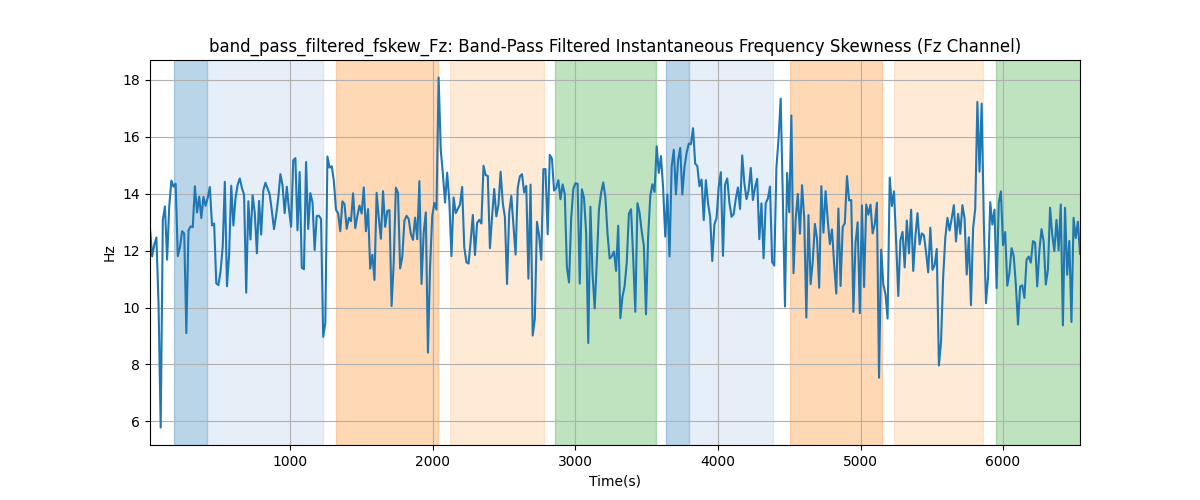 band_pass_filtered_fskew_Fz: Band-Pass Filtered Instantaneous Frequency Skewness (Fz Channel)
18
16
14
12
10
8
6
Hz
1000 2000 3000 4000 5000 6000
Time(s)